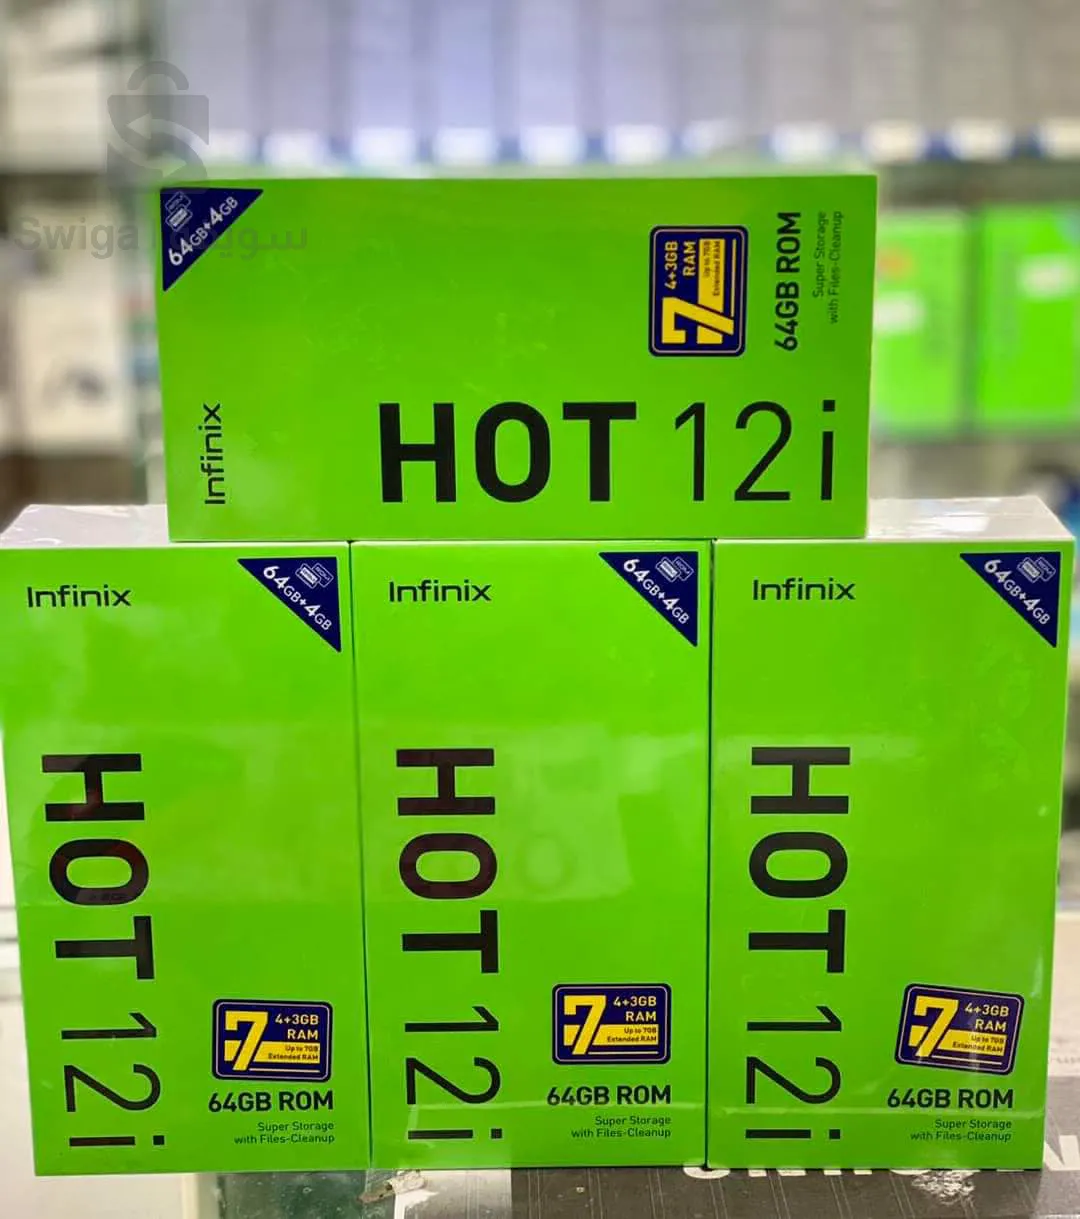 Swiga سويقا
64GB+4GB
4+3GB
RAM
Up to 7GB
Extended RAM
7
64GB ROM
Super Storage
with Files-Cleanup
Infinix
HOT 12i
Infinix
64GB+4GB
HOT 12i
7
4+3GB
RAM
Up to 7GB
Extended RAM
64GB ROM
Super Storage
with Files-Cleanup
Infinix
64GB+4GB
HOT 12i
7
4+3GB
RAM
Up to 7GB
Extended RAM
64GB ROM
Super Storage
with Files-Cleanup
Infinix
64GB+4GB
HOT 12i
7
4+3GB
RAM
Up to 7GB
Extended RAM
64GB ROM
Super Storage
with Files-Cleanup